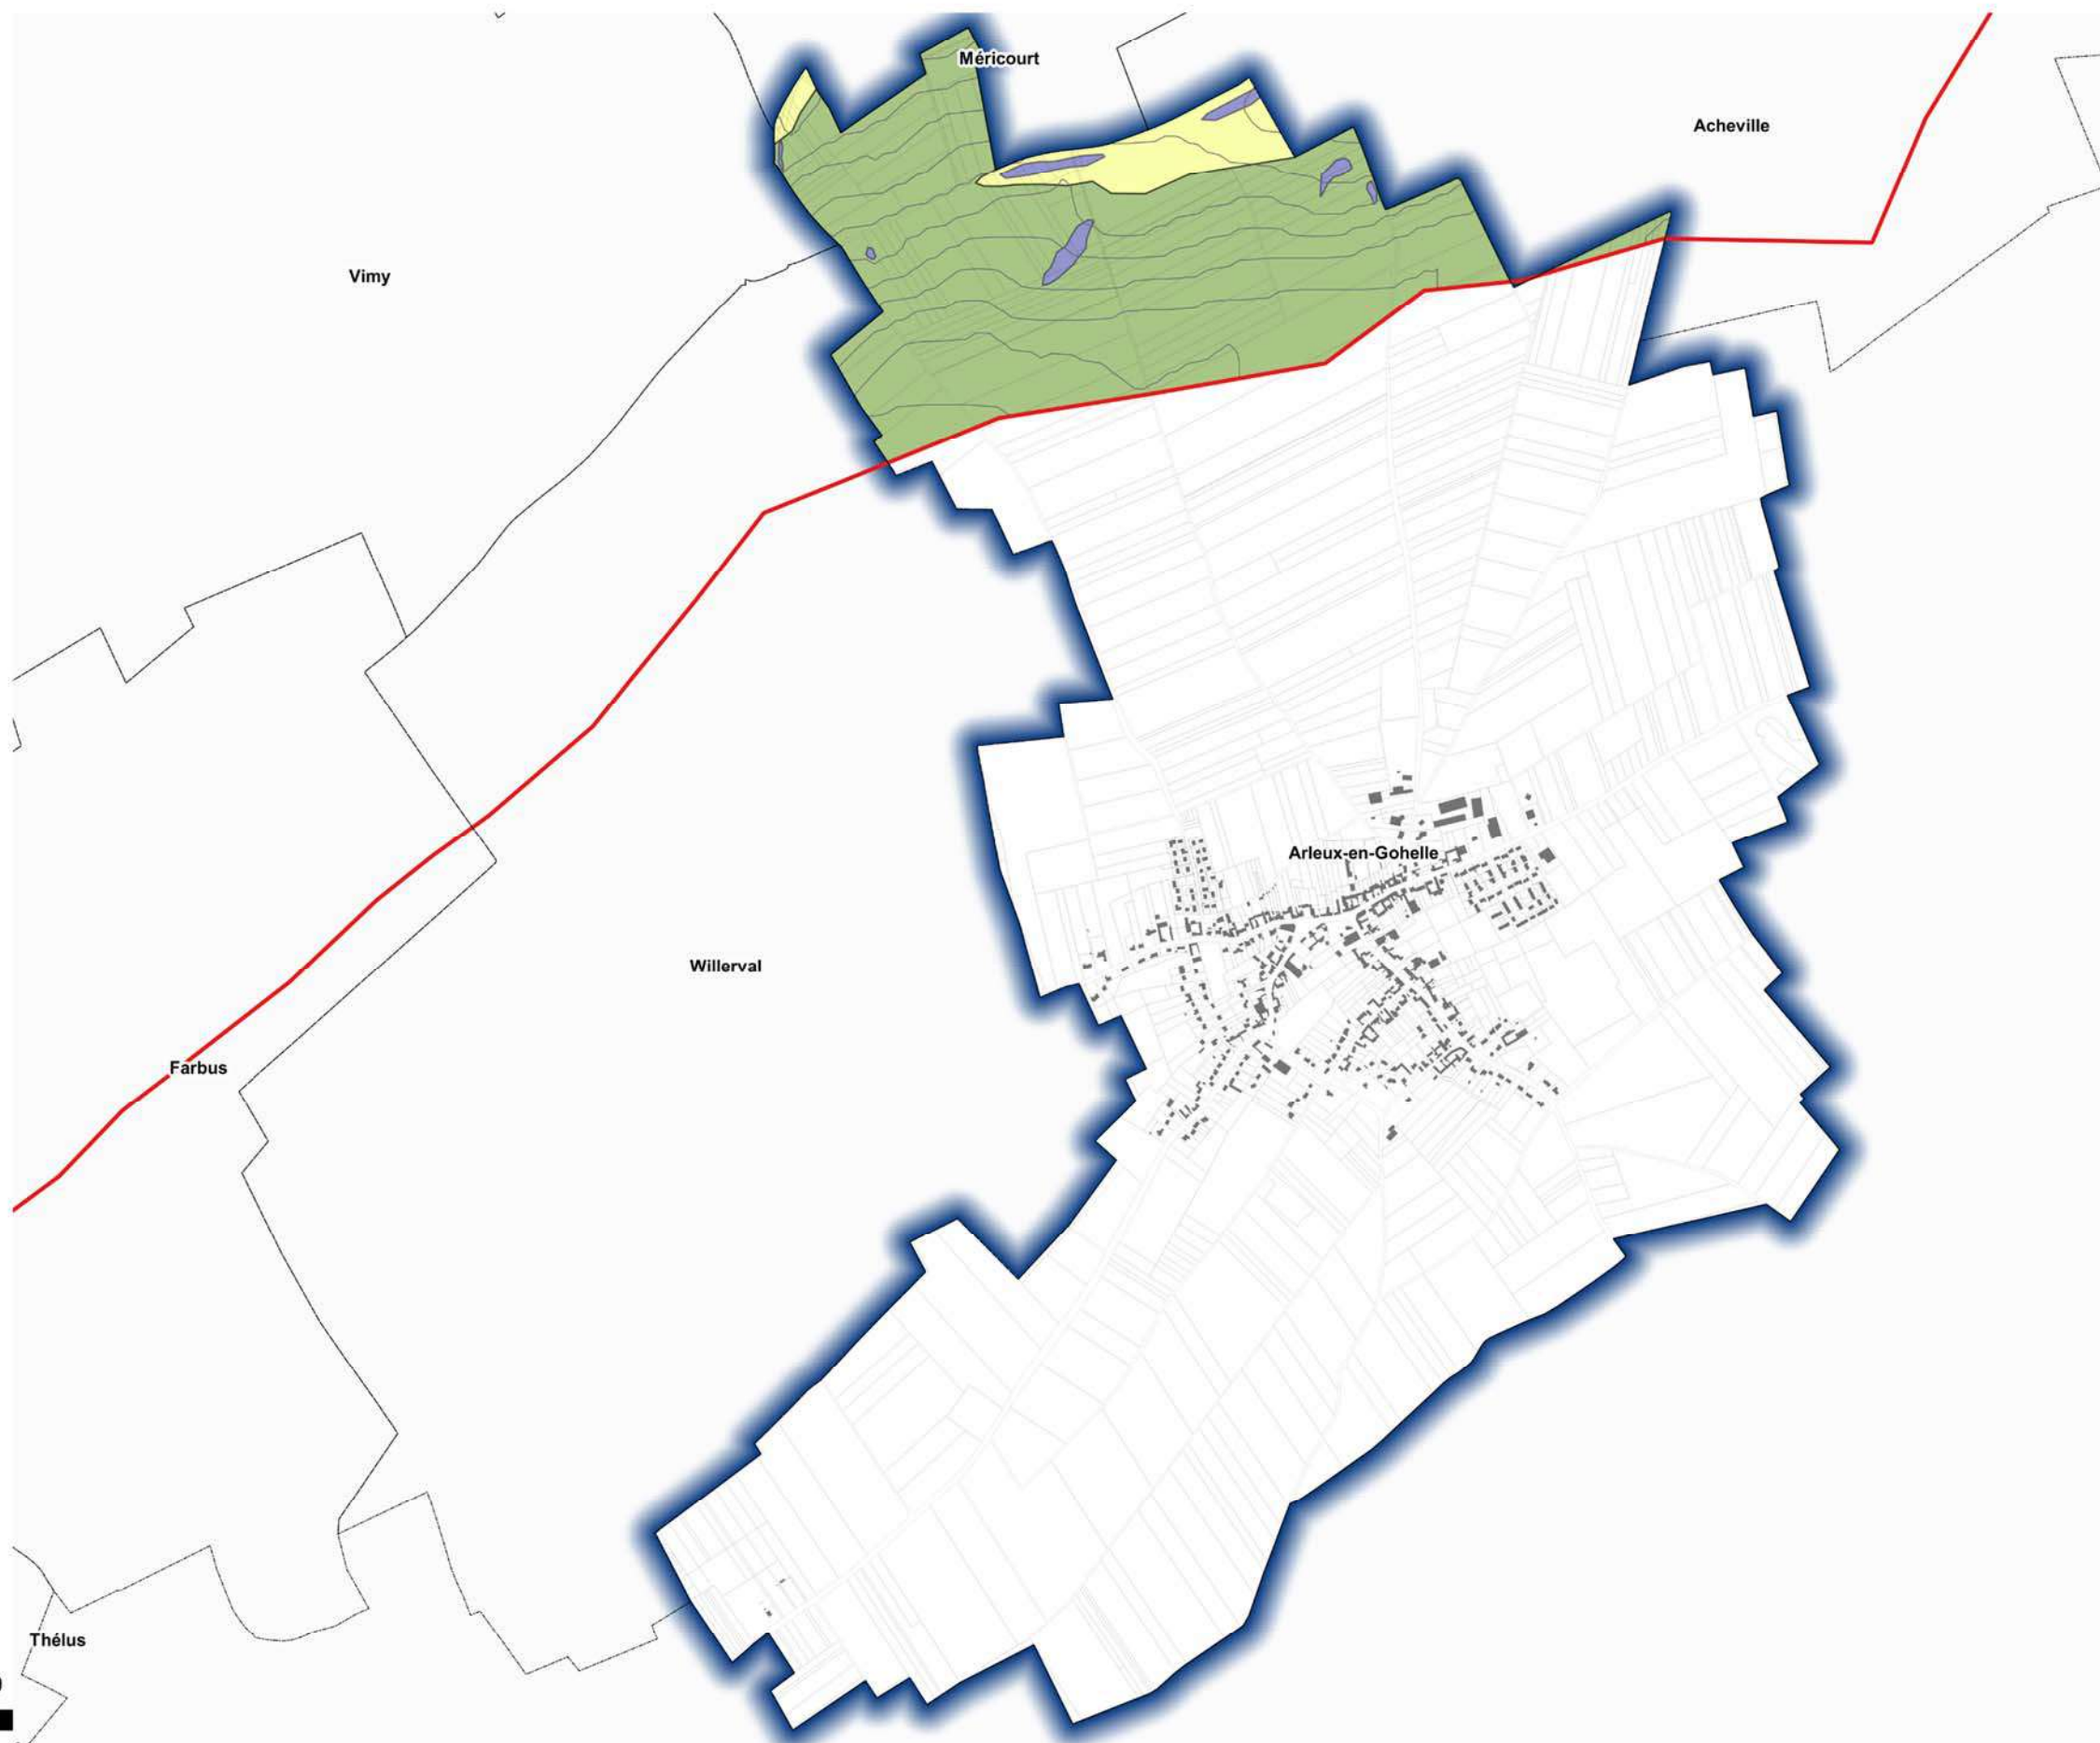 Méricourt
Acheville
Vimy
Arleux-en-Gohelle
Willerval
Farbus
Thélus